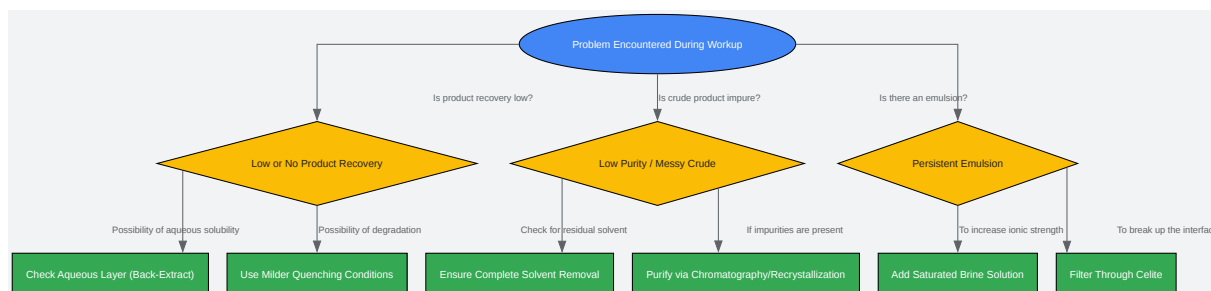 Problem Encountered During Workup
Is product recovery low?
Is crude product impure?
Is there an emulsion?
Low or No Product Recovery
Low Purity / Messy Crude
Persistent Emulsion
Possibility of aqueous solubility
Possibility of degradation
Check for residual solvent
If impurities are present
To increase ionic strength
To break up the
Check Aqueous Layer (Back-Extract)
Use Milder Quenching Conditions
Ensure Complete Solvent Removal
Purify via Chromatography/Recrystallization
Add Saturated Brine Solution
Filter Through Celite